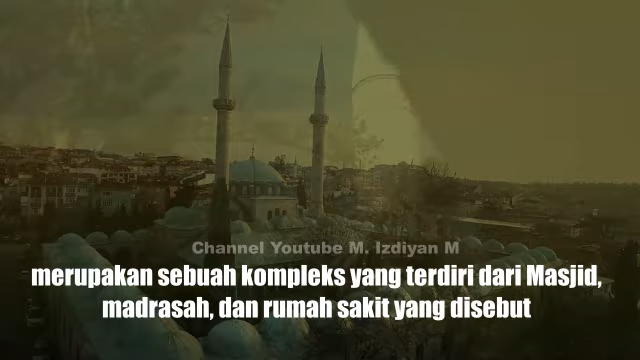 Channel Youtube M. Izdiyan M
merupakan sebuah kompleks yang terdiri dari Masjid,
madrasah, dan rumah sakit yang disebut